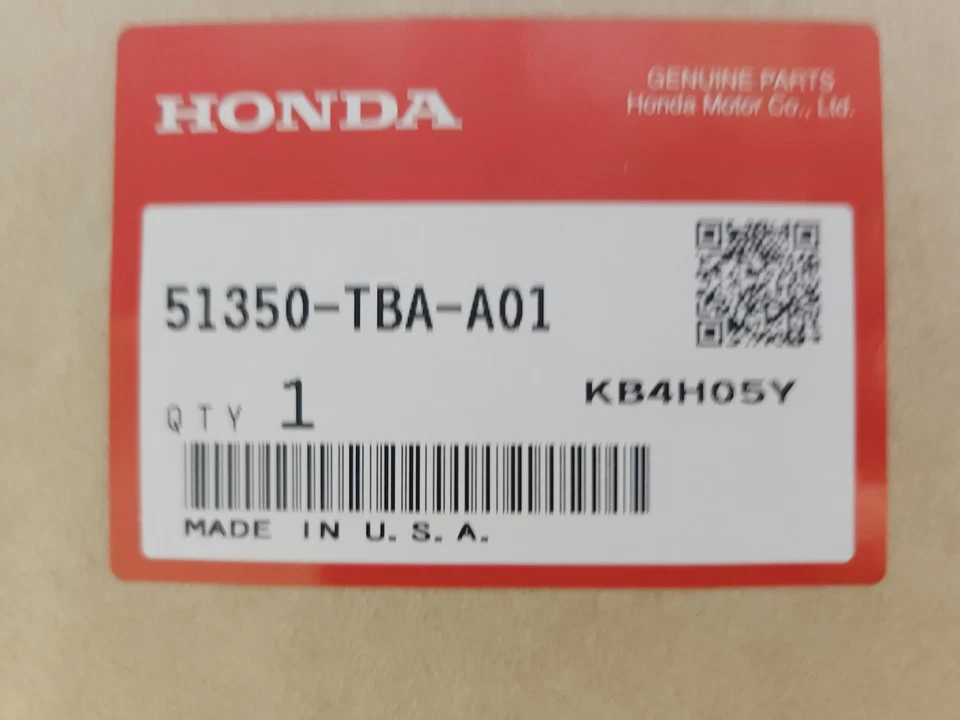 HONDA
GENUINE PARTS
Honda Motor Co., Ltd.
51350-TBA-A01
QTY 1
KB4H05Y
MADE IN U.S.A.